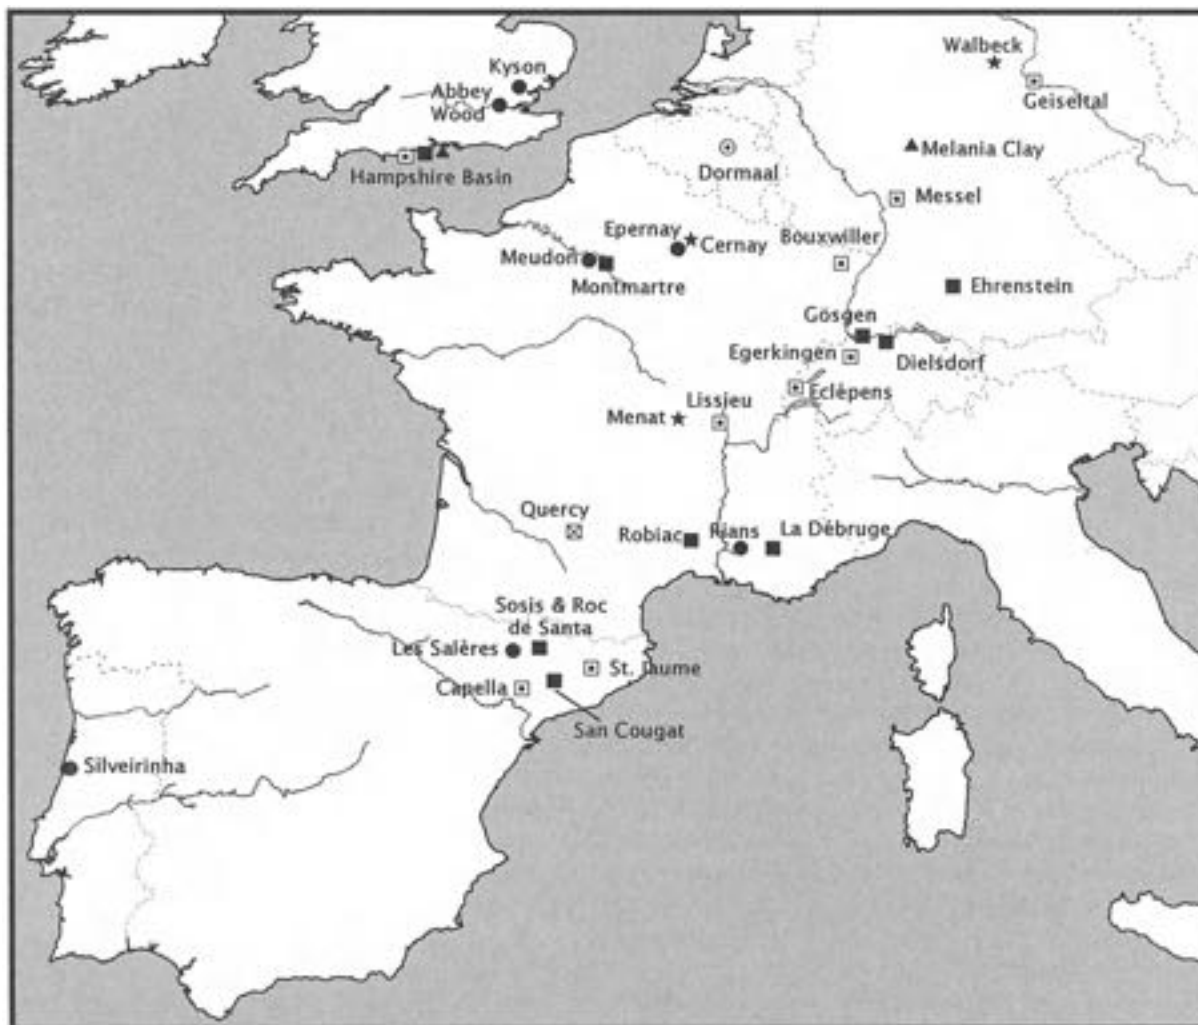 Walbeck
Kyson
Abbey
Wood
Geiseltal
Hampshire Basin
Melania Clay
Dormaal
Messel
Epernay
Cernay
Bouxwiller
Meudon
Montmartre
Ehrenstein
Gösgen
Egerkingen
Dielsdorf
Eclépens
Lissieu
Menat
Quercy
Robiac
Rians
La Débruge
Sosis & Roc
de Santa
Les Salères
St. Jaume
Capella
San Cougat
Silveirinha